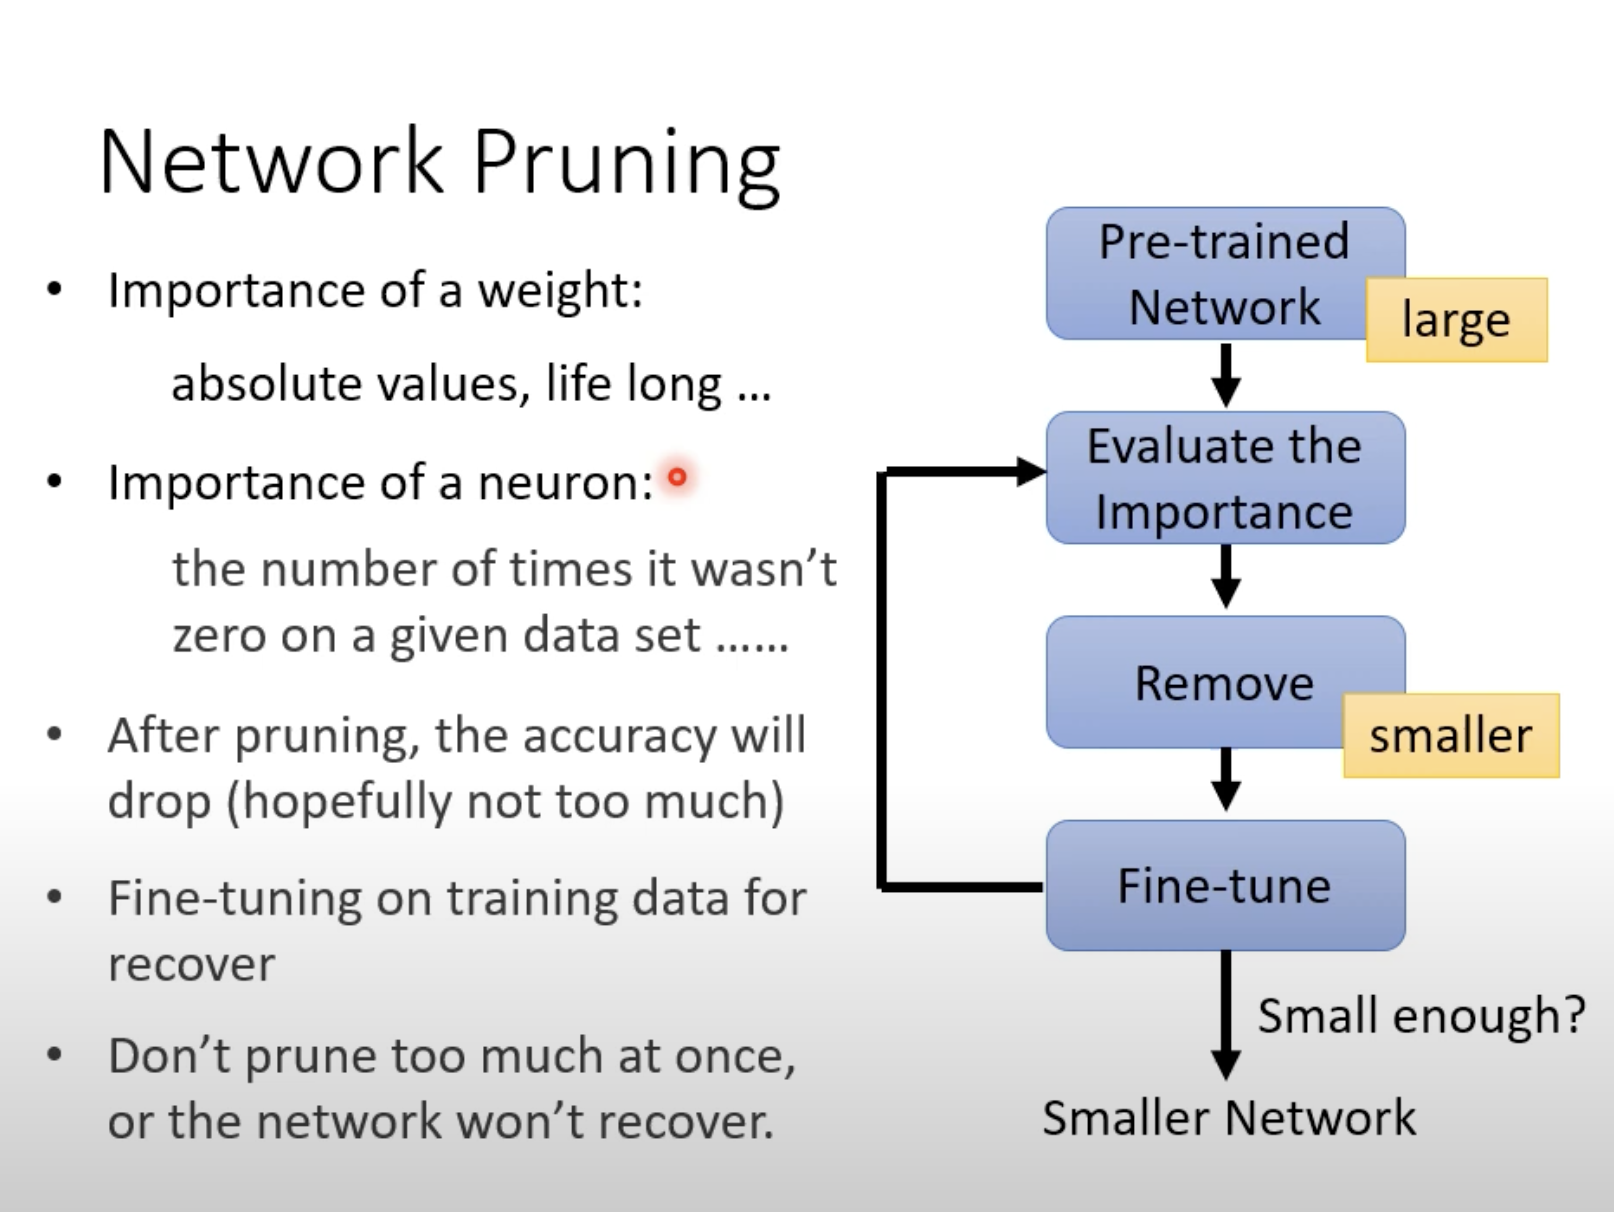 Network Pruning
• Importance of a weight:
absolute values, life long ...
• Importance of a neuron:
the number of times it wasn’t
zero on a given data set ......
• After pruning, the accuracy will
drop (hopefully not too much)
• Fine-tuning on training data for
recover
• Don’t prune too much at once,
or the network won’t recover.
Pre-trained
Network
large
Evaluate the
Importance
Remove
smaller
Fine-tune
Small enough?
Smaller Network